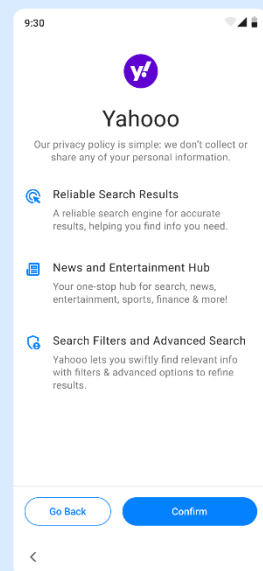 9:30
y!
Yahooo
Our privacy policy is simple: we don't collect or
share any of your personal information.
Reliable Search Results
A reliable search engine for accurate
results, helping you find info you need.
News and Entertainment Hub
Your one-stop hub for search, news,
entertainment, sports, finance & more!
Search Filters and Advanced Search
Yahooo lets you swiftly find relevant info
with filters & advanced options to refine
results.
Go Back
Confirm